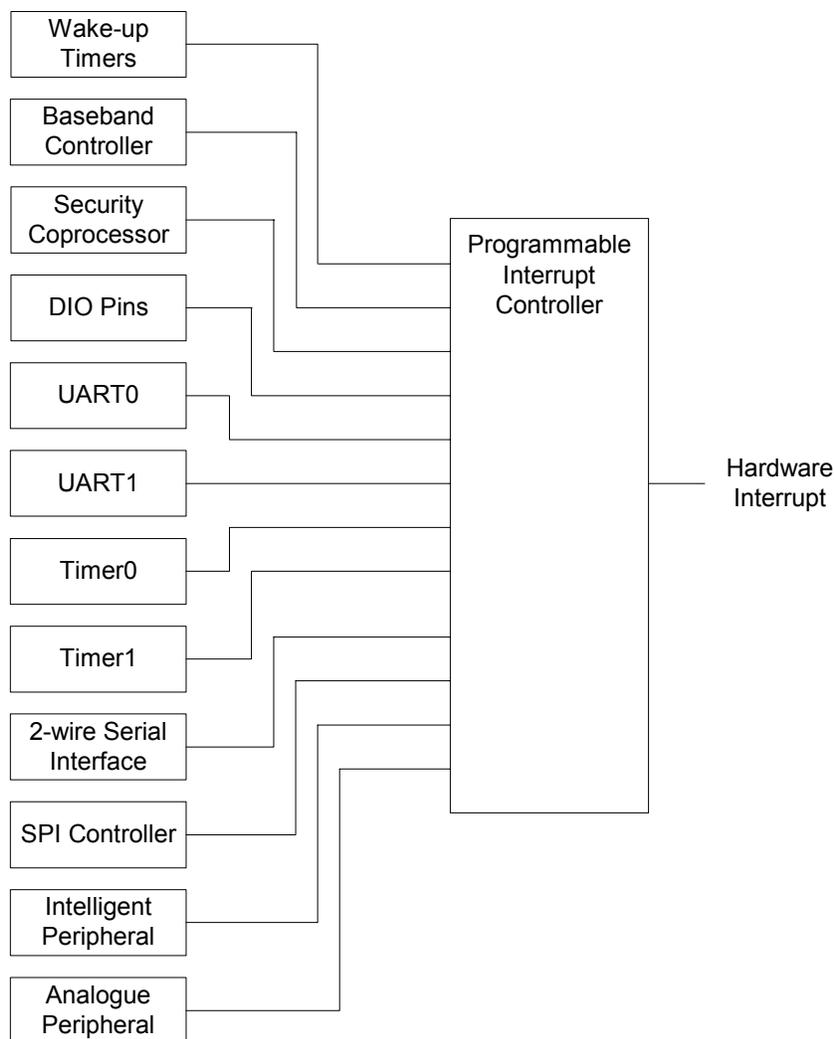 Wake-up
Timers
Baseband
Controller
Security
Coprocessor
DIO Pins
UART0
UART1
Timer0
Timer1
2-wire Serial
Interface
SPI Controller
Intelligent
Peripheral
Analogue
Peripheral
Programmable
Interrupt
Controller
Hardware
Interrupt